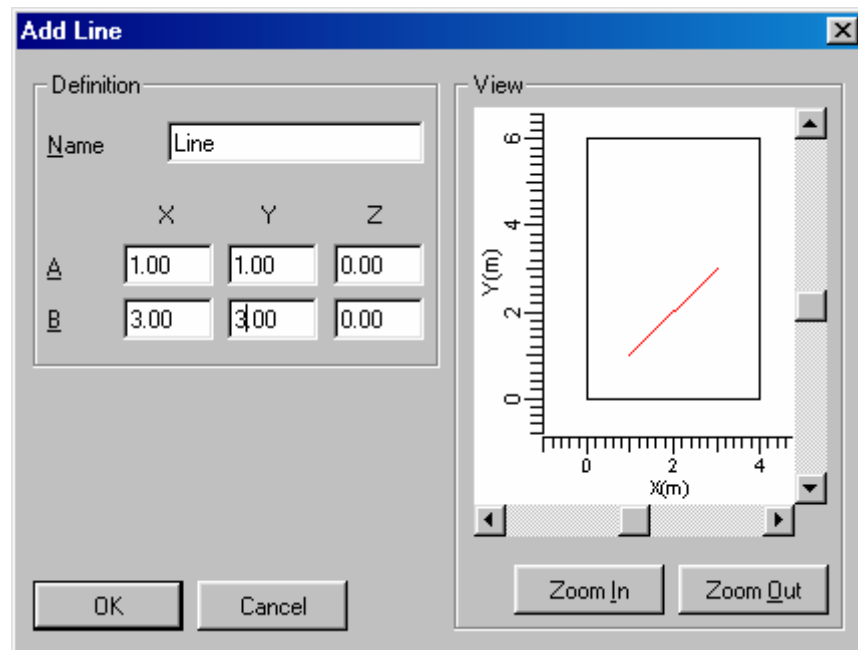 Add Line
Definition
Name Line
X Y Z
A 1.00 1.00 0.00
B 3.00 3.00 0.00
OK Cancel
View
6
4
2
0
Y(m)
0 2 4
X(m)
Zoom In Zoom Out